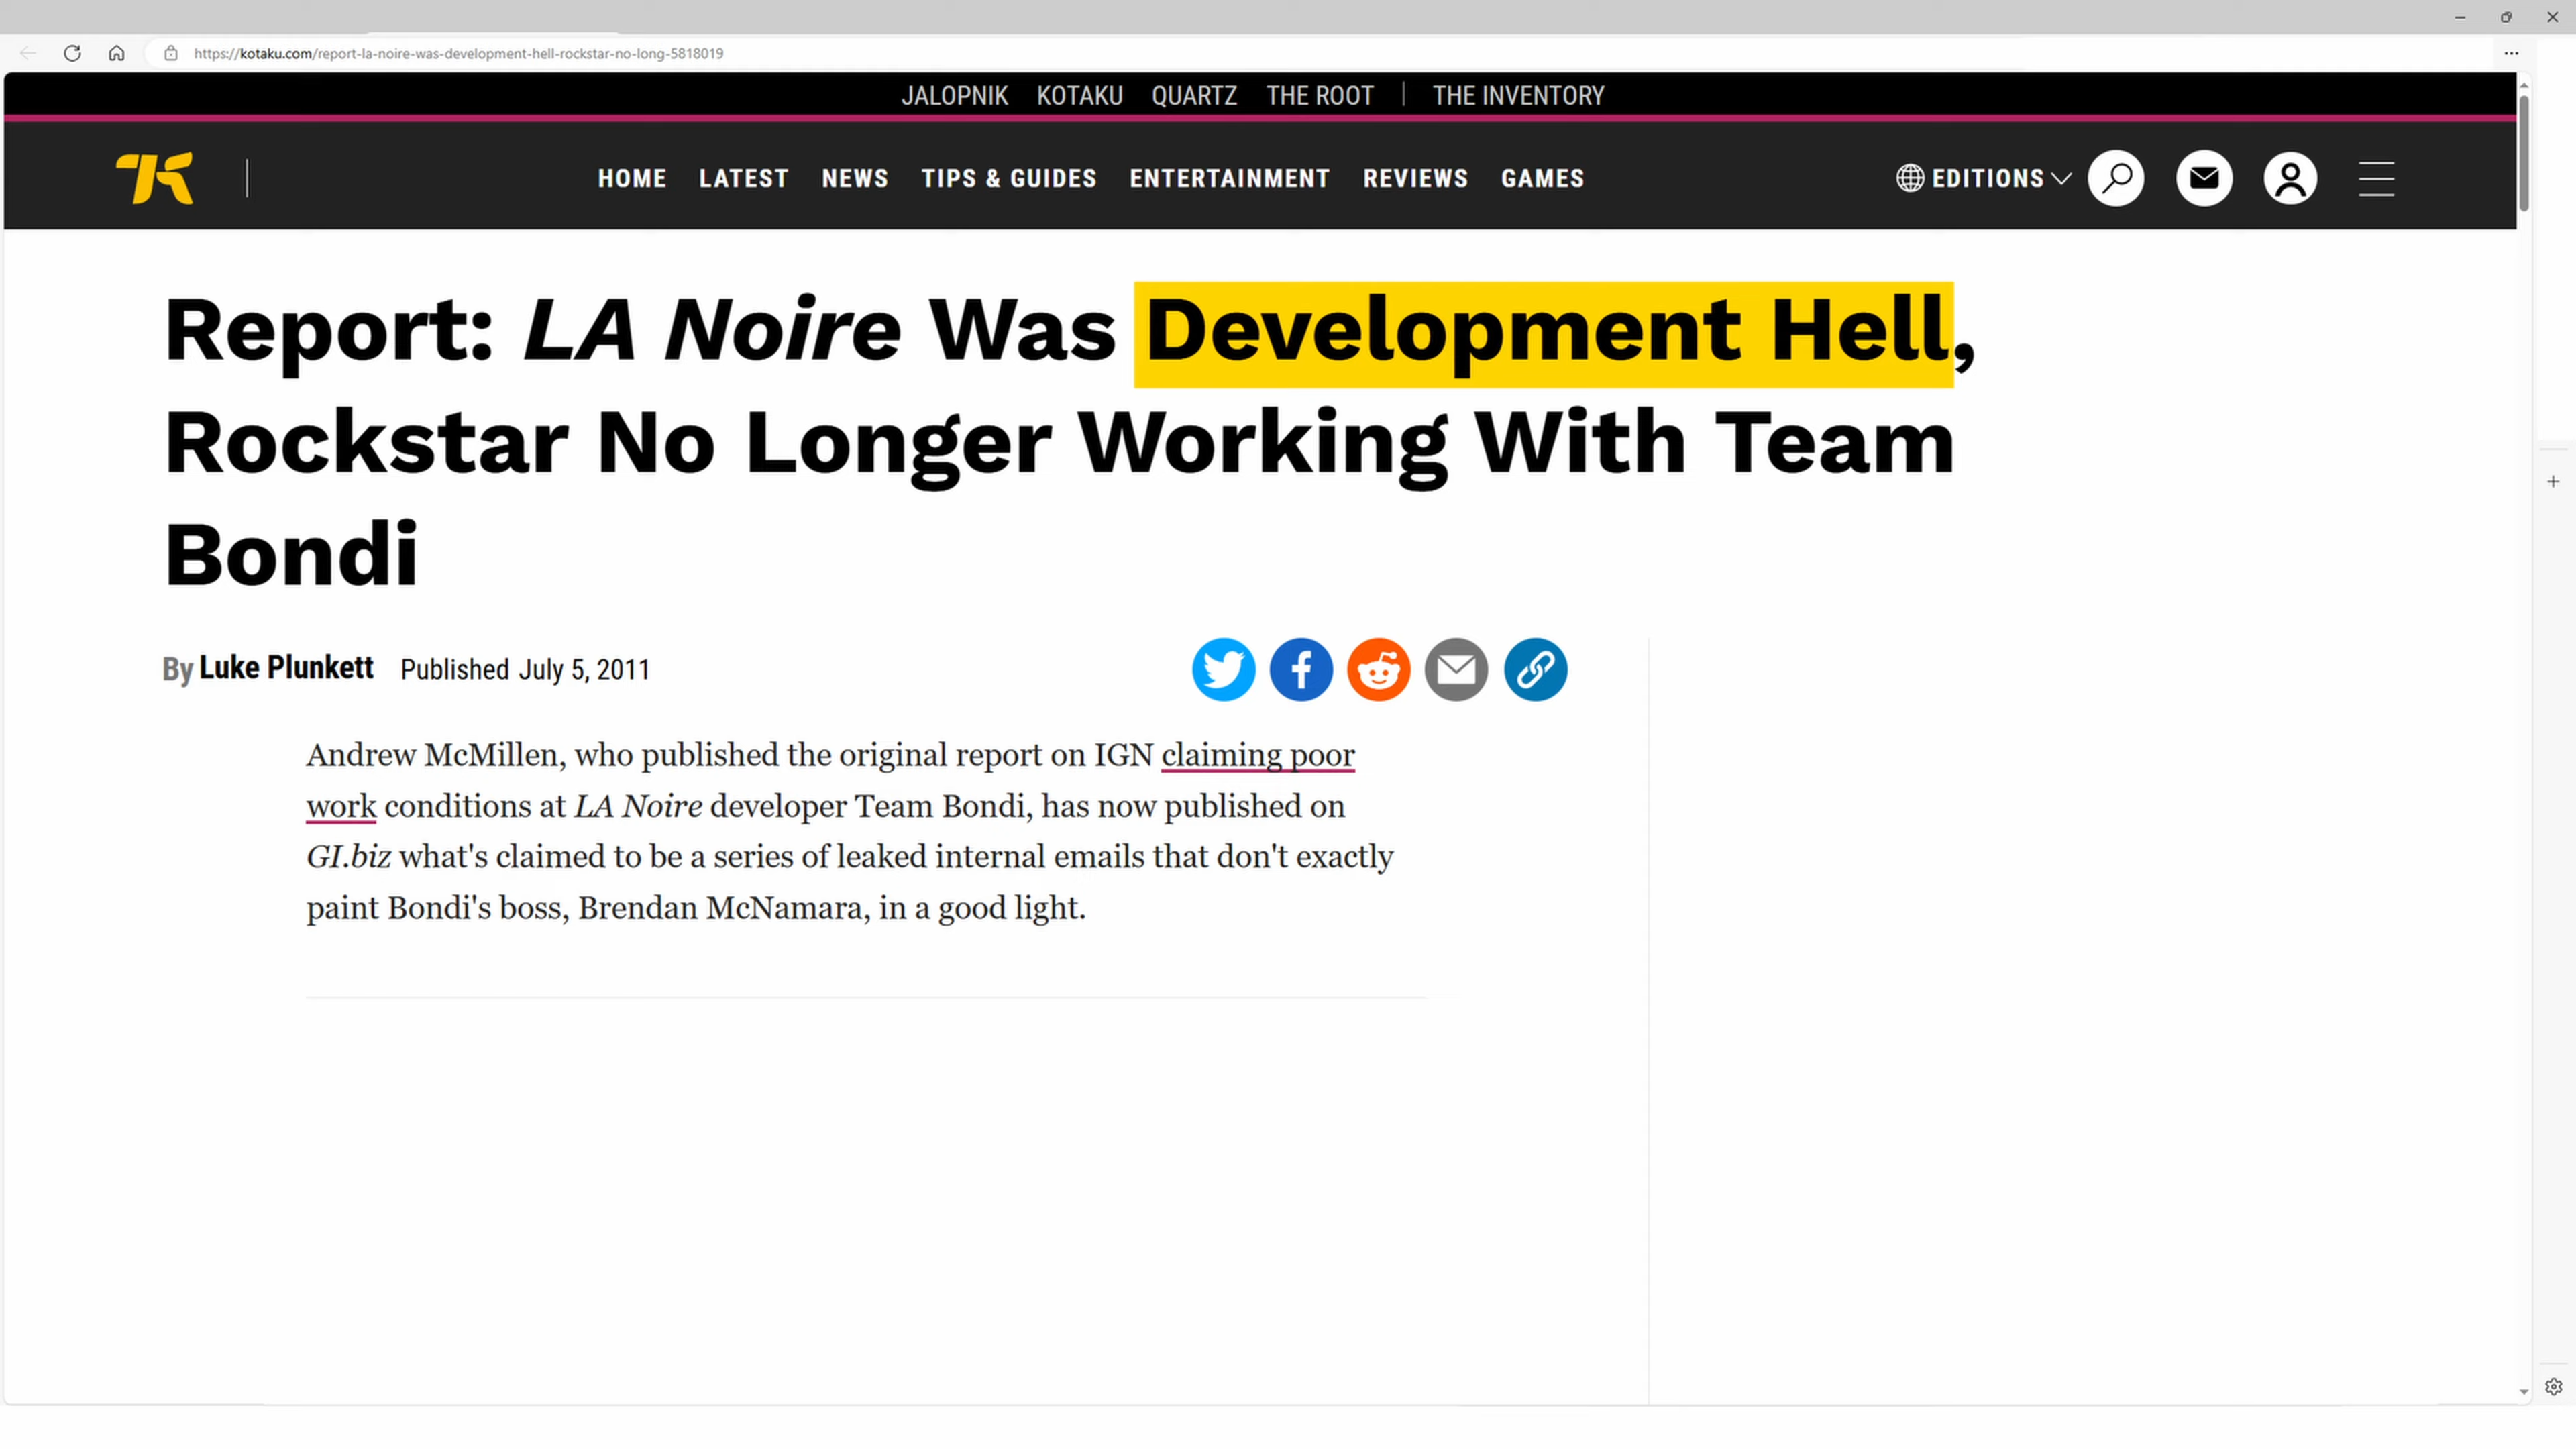 https://kotaku.com/report-la-noire-was-development-hell-rockstar-no-long-5818019
JALOPNIK KOTAKU QUARTZ THE ROOT | THE INVENTORY
HOME LATEST NEWS TIPS & GUIDES ENTERTAINMENT REVIEWS GAMES EDITIONS
Report: LA Noire Was Development Hell,
Rockstar No Longer Working With Team
Bondi
By Luke Plunkett Published July 5, 2011
Andrew McMillen, who published the original report on IGN claiming poor
work conditions at LA Noire developer Team Bondi, has now published on
GI.biz what's claimed to be a series of leaked internal emails that don't exactly
paint Bondi's boss, Brendan McNamara, in a good light.